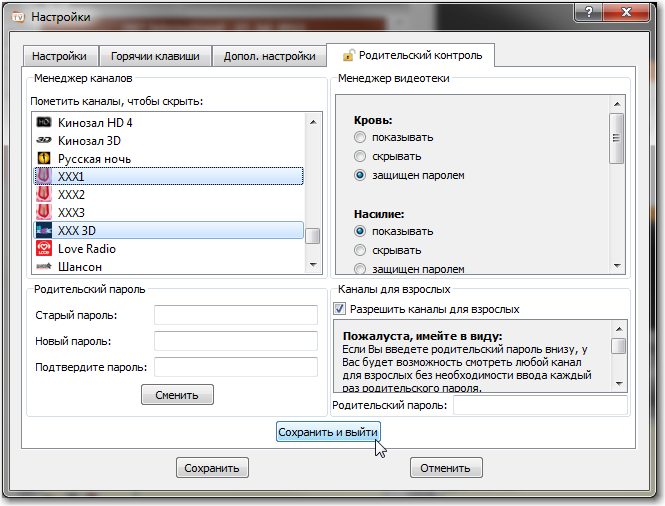 Настройки
Настройки
Горячии клавиши
Допол. настройки
Родительский контроль
Менеджер каналов
Пометить каналы, чтобы скрыть:
Кинозал HD 4
Кинозал 3D
Русская ночь
XXX1
XXX2
XXX3
XXX 3D
Love Radio
Шансон
Менеджер видеотеки
Кровь:
показывать
скрывать
защищен паролем
Насилие:
показывать
скрывать
защищен паролем
Родительский пароль
Старый пароль:
Новый пароль:
Подтвердите пароль:
Сменить
Каналы для взрослых
Разрешить каналы для взрослых
Пожалуста, имейте в виду:
Если Вы введете родительский пароль внизу, у
Вас будет возможность смотреть любой канал
для взрослых без необходимости ввода каждый
раз родительского пароля.
Родительский пароль:
Сохранить и выйти
Сохранить
Отменить